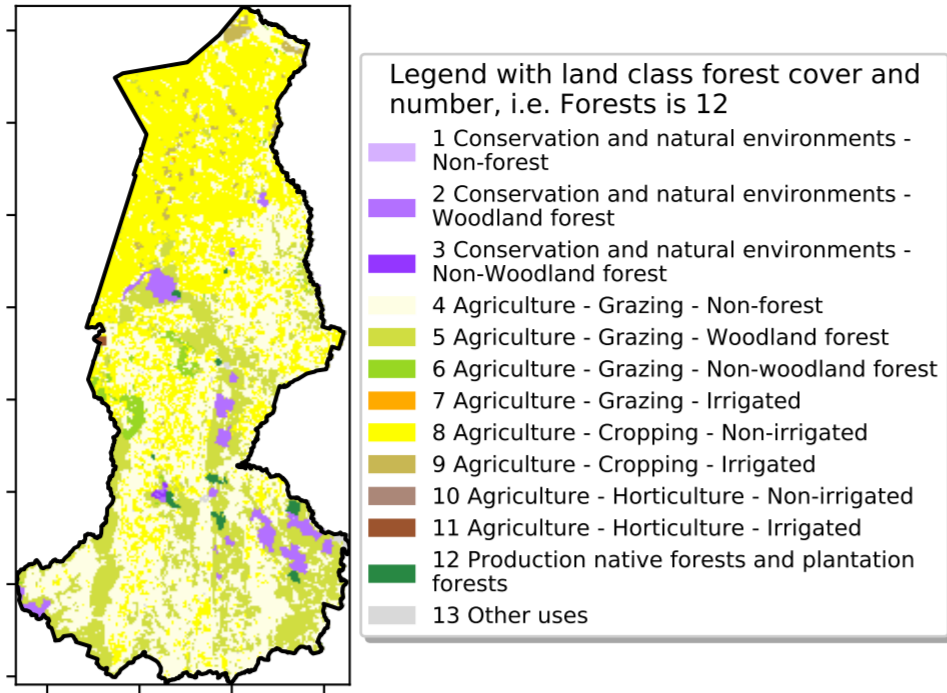 Legend with land class forest cover and
number, i.e. Forests is 12
1 Conservation and natural environments -
Non-forest
2 Conservation and natural environments -
Woodland forest
3 Conservation and natural environments -
Non-Woodland forest
4 Agriculture - Grazing - Non-forest
5 Agriculture - Grazing - Woodland forest
6 Agriculture - Grazing - Non-woodland forest
7 Agriculture - Grazing - Irrigated
8 Agriculture - Cropping - Non-irrigated
9 Agriculture - Cropping - Irrigated
10 Agriculture - Horticulture - Non-irrigated
11 Agriculture - Horticulture - Irrigated
12 Production native forests and plantation
forests
13 Other uses